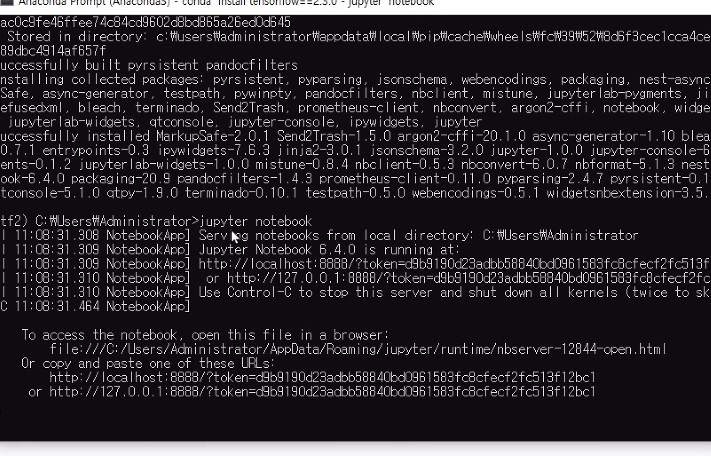 Anaconda Prompt (Anaconda3) - conda install tensorflow==2.3.0 - jupyter notebook
ac0c9fe46ffee74c84cd9602d8bd865a26ed0d645
Stored in directory: c:₩users₩administrator₩appdata₩local₩pip₩cache₩wheels₩fc₩39₩52₩8d6f3cec1cca4ce
89dbc4914af657f
uccessfully built pyrsistent pandocfilters
nstalling collected packages: pyrsistent, pyparsing, jsonschema, webencodings, packaging, nest-async
Safe, async-generator, testpath, pywinpty, pandocfilters, nbclient, mistune, jupyterlab-pygments, ji
efusedxml, bleach, terminado, Send2Trash, prometheus-client, nbconvert, argon2-cffi, notebook, widge
jupyterlab-widgets, qtconsole, jupyter-console, ipywidgets, jupyter
uccessfully installed MarkupSafe-2.0.1 Send2Trash-1.5.0 argon2-cffi-20.1.0 async-generator-1.10 blea
0.7.1 entrypoints-0.3 ipywidgets-7.6.3 jinja2-3.0.1 jsonschema-3.2.0 jupyter-1.0.0 jupyter-console-6
ents-0.1.2 jupyterlab-widgets-1.0.0 mistune-0.8.4 nbclient-0.5.3 nbconvert-6.0.7 nbformat-5.1.3 nest
ook-6.4.0 packaging-20.9 pandocfilters-1.4.3 prometheus-client-0.11.0 pyparsing-2.4.7 pyrsistent-0.1
tconsole-5.1.0 qtpy-1.9.0 terminado-0.10.1 testpath-0.5.0 webencodings-0.5.1 widgetsnbextension-3.5.
tf2) C:₩Users₩Administrator>jupyter notebook
I 11:08:31.308 NotebookApp] Serving notebooks from local directory: C:₩Users₩Administrator
I 11:08:31.309 NotebookApp] Jupyter Notebook 6.4.0 is running at:
I 11:08:31.309 NotebookApp] http://localhost:8888/?token=d9b9190d23adbb58840bd0961583fc8cfecf2fc513f
I 11:08:31.310 NotebookApp]  or http://127.0.0.1:8888/?token=d9b9190d23adbb58840bd0961583fc8cfecf2fc
I 11:08:31.310 NotebookApp] Use Control-C to stop this server and shut down all kernels (twice to sk
C 11:08:31.464 NotebookApp]
To access the notebook, open this file in a browser:
file:///C:/Users/Administrator/AppData/Roaming/jupyter/runtime/nbserver-12844-open.html
Or copy and paste one of these URLs:
http://localhost:8888/?token=d9b9190d23adbb58840bd0961583fc8cfecf2fc513f12bc1
or http://127.0.0.1:8888/?token=d9b9190d23adbb58840bd0961583fc8cfecf2fc513f12bc1